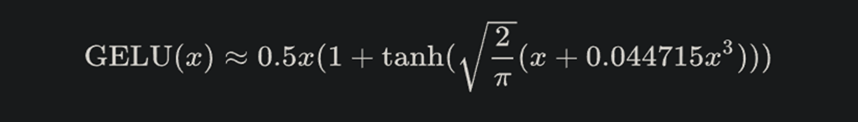 GELU(x) ≈ 0.5x(1 + tanh(√(2/π)(x + 0.044715x³)))